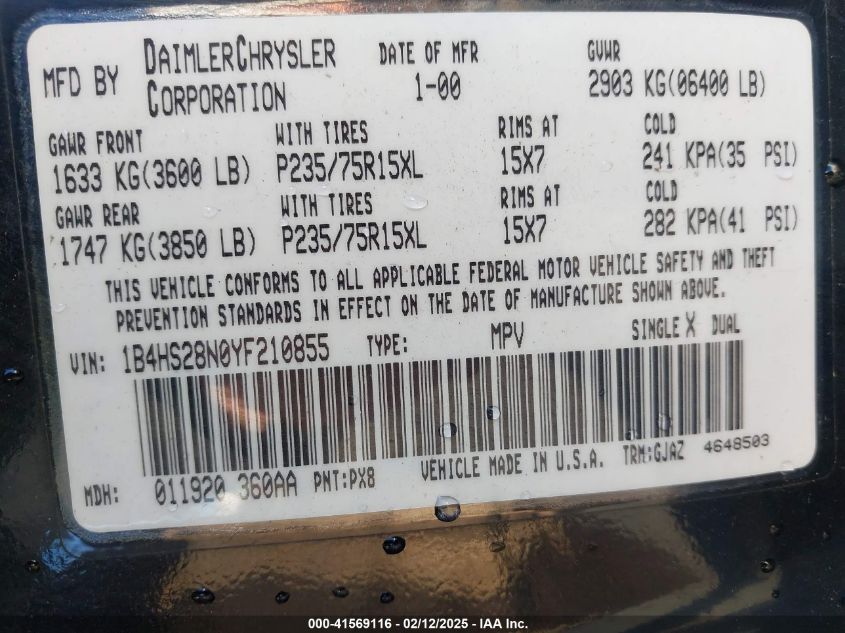 MFD BY DAIMLERCHRYSLER CORPORATION DATE OF MFR 1-00 GVWR 2903 KG(06400 LB)
GAWR FRONT WITH TIRES RIMS AT COLD
1633 KG(3600 LB) P235/75R15XL 15X7 241 KPA(35 PSI)
GAWR REAR WITH TIRES RIMS AT COLD
1747 KG(3850 LB) P235/75R15XL 15X7 282 KPA(41 PSI)
THIS VEHICLE CONFORMS TO ALL APPLICABLE FEDERAL MOTOR VEHICLE SAFETY AND THEFT
PREVENTION STANDARDS IN EFFECT ON THE DATE OF MANUFACTURE SHOWN ABOVE.
VIN: 1B4HS28N0YF210855 TYPE: MPV SINGLE X DUAL
MDH: 011920 360AA PNT:PX8 VEHICLE MADE IN U.S.A. TRM:GJAZ 4648503
000-41569116 - 02/12/2025 - IAA Inc.